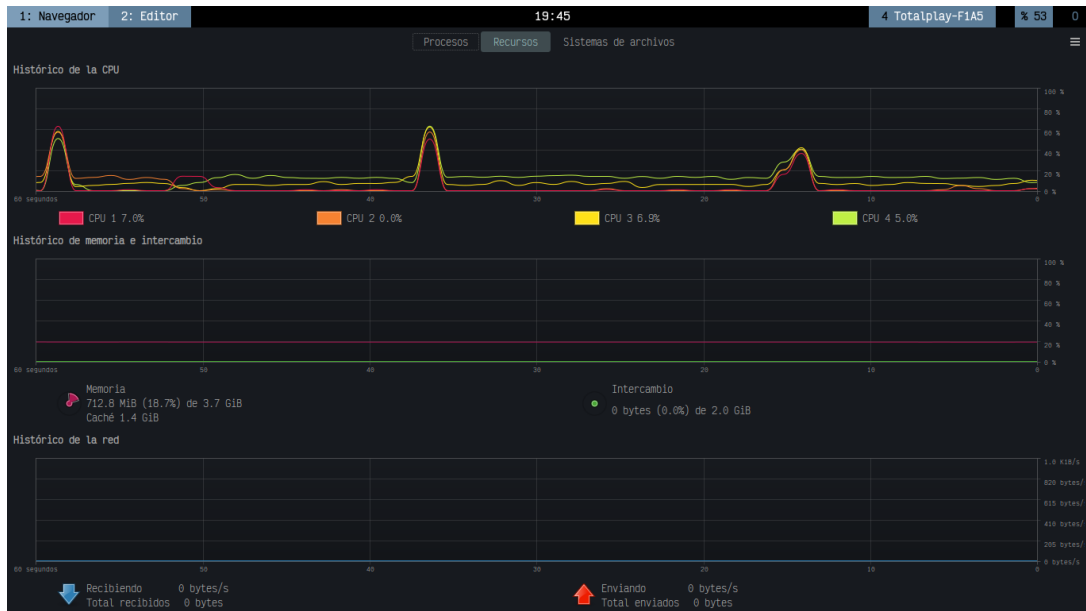 1: Navegador 2: Editor 19:45 4 Totalplay-F1A5 % 53 0
Procesos Recursos Sistemas de archivos
Histórico de la CPU
100 %
80 %
60 %
40 %
20 %
0 %
60 segundos 50 40 30 20 10 0
CPU 1 7.0% CPU 2 0.0% CPU 3 6.9% CPU 4 5.0%
Histórico de memoria e intercambio
100 %
80 %
60 %
40 %
20 %
0 %
60 segundos 50 40 30 20 10 0
Memoria Intercambio
712.8 MiB (18.7%) de 3.7 GiB 0 bytes (0.0%) de 2.0 GiB
Caché 1.4 GiB
Histórico de la red
1.0 KiB/s
820 bytes/
615 bytes/
410 bytes/
205 bytes/
0 bytes/s
60 segundos 50 40 30 20 10 0
Recibiendo 0 bytes/s Enviando 0 bytes/s
Total recibidos 0 bytes Total enviados 0 bytes